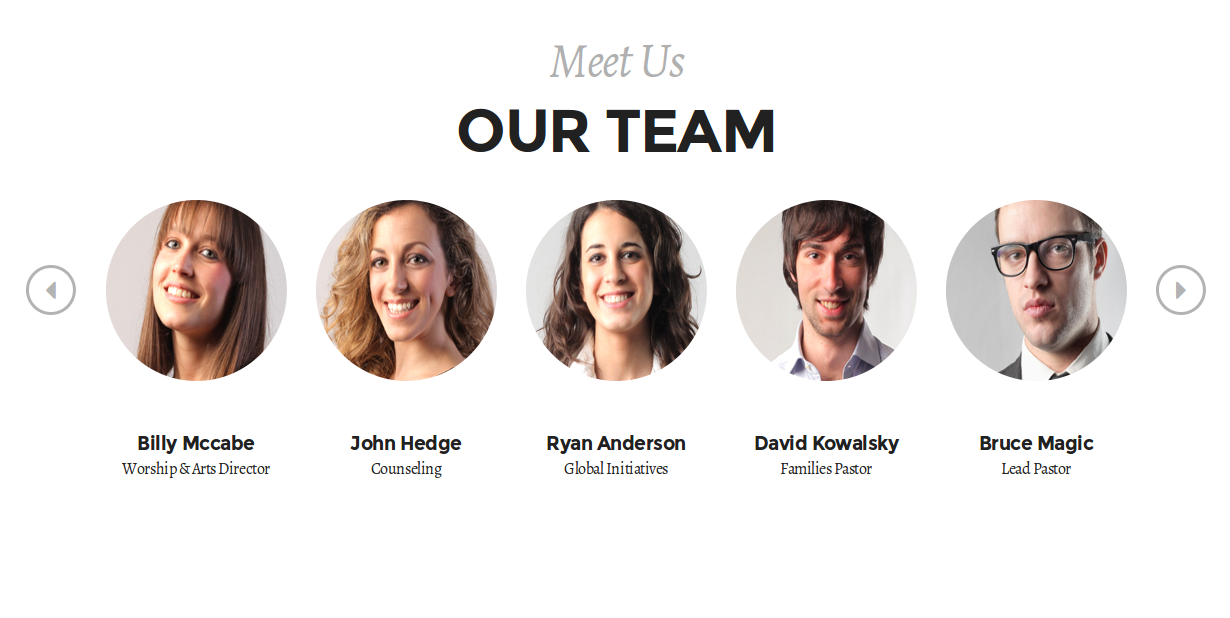 Meet Us
OUR TEAM
Billy Mccabe
Worship & Arts Director
John Hedge
Counseling
Ryan Anderson
Global Initiatives
David Kowalsky
Families Pastor
Bruce Magic
Lead Pastor